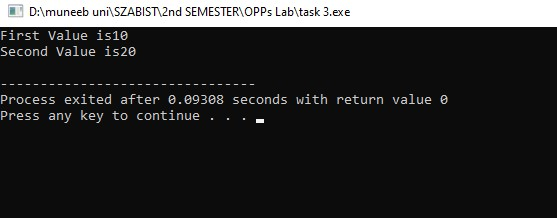 D:\muneeb uni\SZABIST\2nd SEMESTER\OPPs Lab\task 3.exe
First Value is10
Second Value is20
--------------------------------
Process exited after 0.09308 seconds with return value 0
Press any key to continue . . .